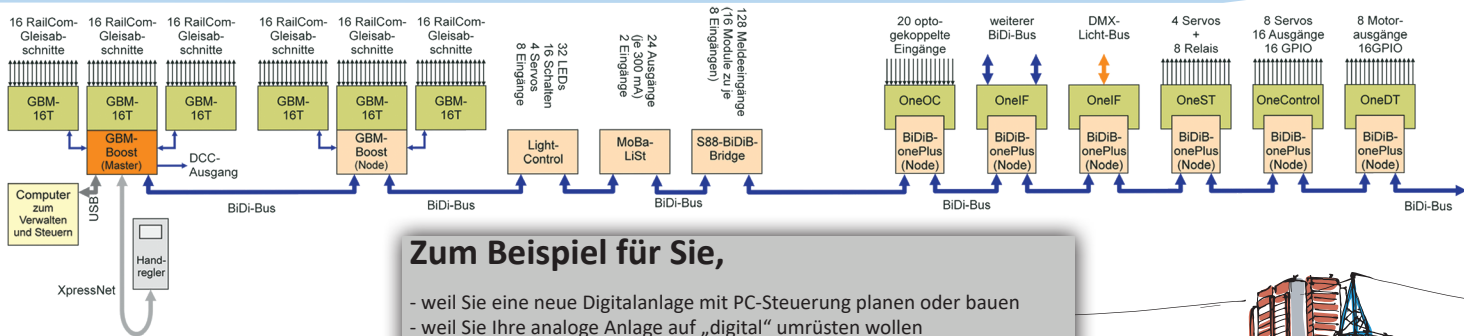 16 RailCom-
Gleisab-
schnitte
16 RailCom-
Gleisab-
schnitte
16 RailCom-
Gleisab-
schnitte
16 RailCom-
Gleisab-
schnitte
16 RailCom-
Gleisab-
schnitte
16 RailCom-
Gleisab-
schnitte
32 LEDs
16 Schalten
4 Servos
8 Eingänge
24 Ausgänge
(je 300 mA)
2 Eingänge
128 Meldeeingänge
(16 Module zu je
8 Eingängen)
20 opto-
gekoppelte
Eingänge
weiterer
BiDi-Bus
DMX-
Licht-Bus
4 Servos
+
8 Relais
8 Servos
16 Ausgänge
16 GPIO
8 Motor-
ausgänge
16GPIO
GBM-
16T
GBM-
16T
GBM-
16T
GBM-
16T
GBM-
16T
GBM-
16T
OneOC
OneIF
OneIF
OneST
OneControl
OneDT
GBM-
Boost
(Master)
GBM-
Boost
(Node)
Light-
Control
MoBa-
LiSt
S88-BiDiB-
Bridge
BiDiB-
onePlus
(Node)
BiDiB-
onePlus
(Node)
BiDiB-
onePlus
(Node)
BiDiB-
onePlus
(Node)
BiDiB-
onePlus
(Node)
BiDiB-
onePlus
(Node)
DCC-
Ausgang
Computer
zum
Verwalten
und Steuern
USB
BiDi-Bus
BiDi-Bus
BiDi-Bus
BiDi-Bus
BiDi-Bus
Hand-
regler
XpressNet
Zum Beispiel für Sie,
- weil Sie eine neue Digitalanlage mit PC-Steuerung planen oder bauen
- weil Sie Ihre analoge Anlage auf „digital“ umrüsten wollen